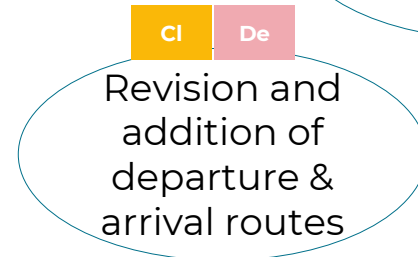 Cl De
Revision and
addition of
departure &
arrival routes